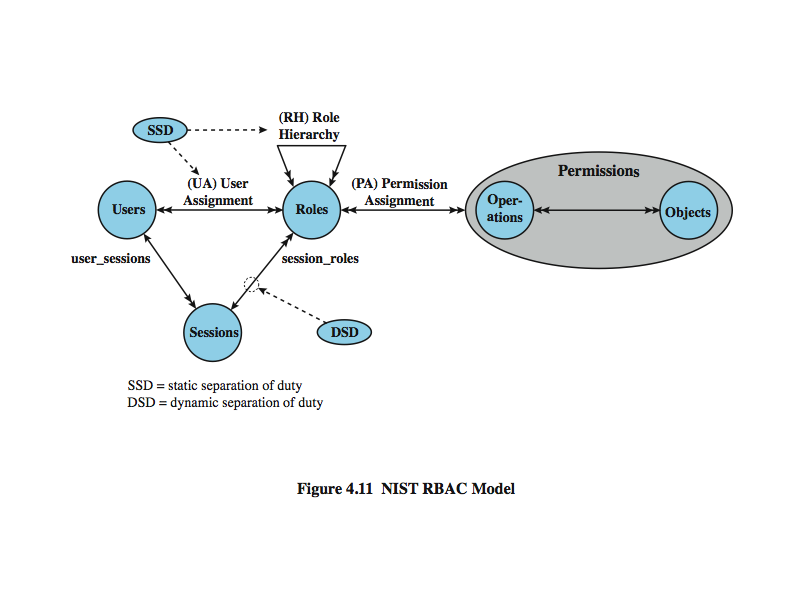 SSD
(RH) Role
Hierarchy
(UA) User
Assignment
(PA) Permission
Assignment
Permissions
Users
Roles
Oper-
ations
Objects
user_sessions
session_roles
Sessions
DSD
SSD = static separation of duty
DSD = dynamic separation of duty
Figure 4.11 NIST RBAC Model